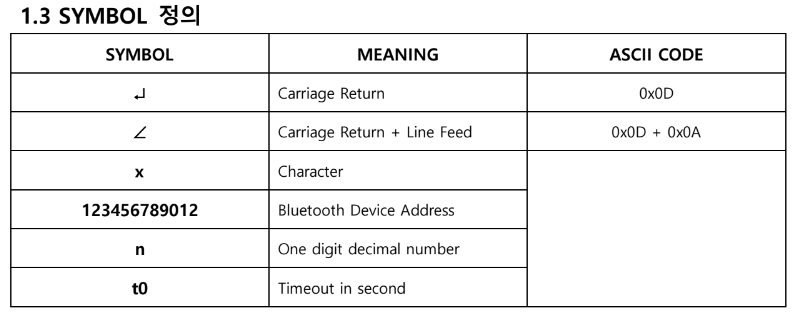 1.3 SYMBOL 정의
SYMBOL MEANING ASCII CODE
↵ Carriage Return 0x0D
∠ Carriage Return + Line Feed 0x0D + 0x0A
x Character
123456789012 Bluetooth Device Address
n One digit decimal number
t0 Timeout in second